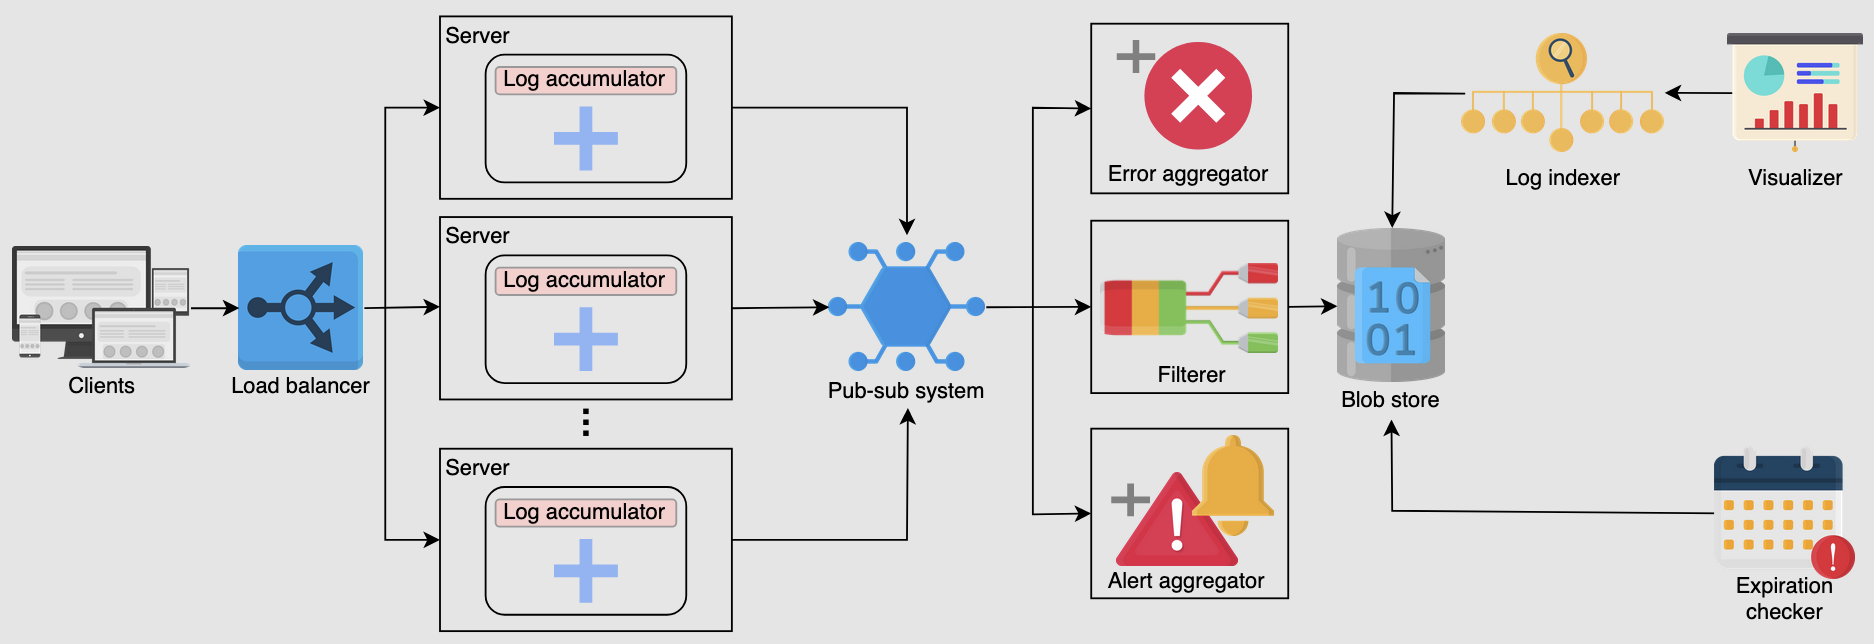 Server
Log accumulator
Server
Log accumulator
Server
Log accumulator
Clients
Load balancer
Pub-sub system
Error aggregator
Filterer
Alert aggregator
10
01
Blob store
Log indexer
Visualizer
Expiration
checker